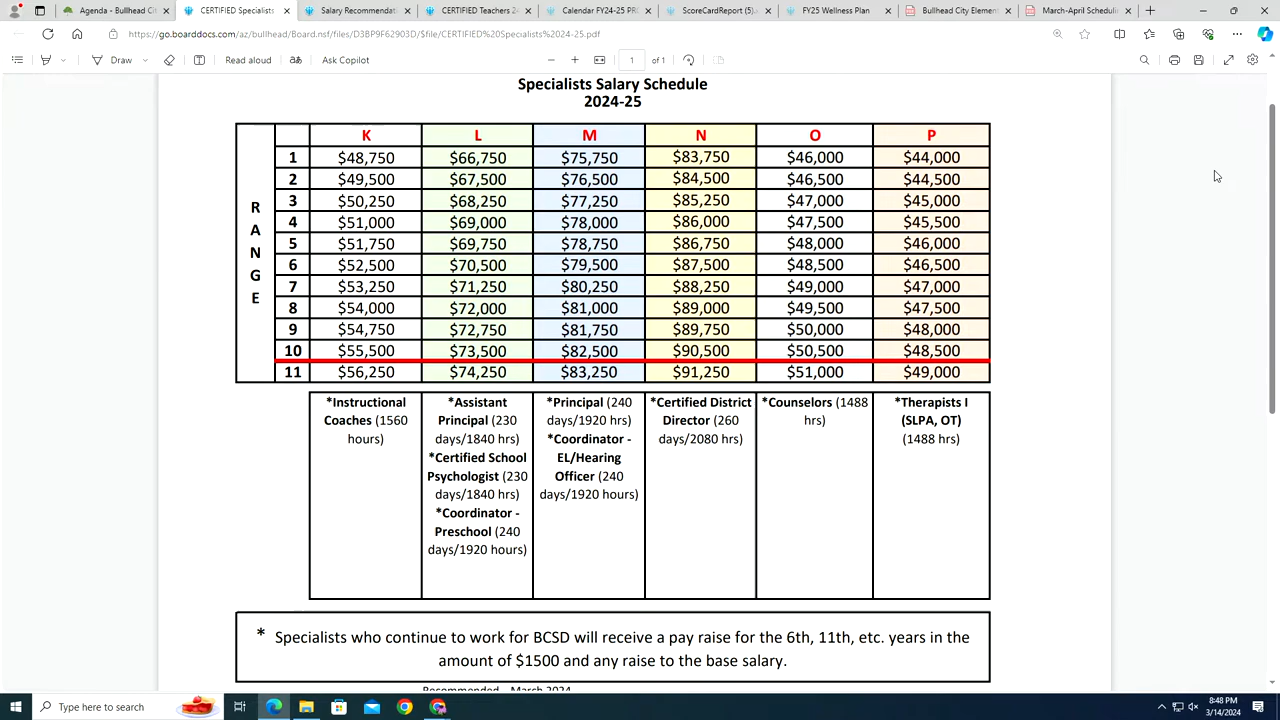 Agenda - Bullhead City
CERTIFIED Specialists
Salary Recommendati
CERTIFIED Teachers 24-
Calendar FY24-25 PRO
ScoreCardReport (5).
FY25 Wellness Plan
Bullhead City Element
March-April Schedulin
https://go.boarddocs.com/az/bullhead/Board.nsf/files/D3BP9F62903D/$file/CERTIFIED%20Specialists%2024-25.pdf
Draw
Read aloud
Ask Copilot
1
of 1
Specialists Salary Schedule
2024-25
K L M N O P
1 $48,750 $66,750 $75,750 $83,750 $46,000 $44,000
2 $49,500 $67,500 $76,500 $84,500 $46,500 $44,500
3 $50,250 $68,250 $77,250 $85,250 $47,000 $45,000
4 $51,000 $69,000 $78,000 $86,000 $47,500 $45,500
5 $51,750 $69,750 $78,750 $86,750 $48,000 $46,000
6 $52,500 $70,500 $79,500 $87,500 $48,500 $46,500
7 $53,250 $71,250 $80,250 $88,250 $49,000 $47,000
8 $54,000 $72,000 $81,000 $89,000 $49,500 $47,500
9 $54,750 $72,750 $81,750 $89,750 $50,000 $48,000
10 $55,500 $73,500 $82,500 $90,500 $50,500 $48,500
11 $56,250 $74,250 $83,250 $91,250 $51,000 $49,000
R
A
N
G
E
*Instructional
Coaches (1560
hours)
*Assistant
Principal (230
days/1840 hrs)
*Certified School
Psychologist (230
days/1840 hrs)
*Coordinator -
Preschool (240
days/1920 hours)
*Principal (240
days/1920 hrs)
*Coordinator -
EL/Hearing
Officer (240
days/1920 hours)
*Certified District
Director (260
days/2080 hrs)
*Counselors (1488
hrs)
*Therapists I
(SLPA, OT)
(1488 hrs)
* Specialists who continue to work for BCSD will receive a pay raise for the 6th, 11th, etc. years in the
amount of $1500 and any raise to the base salary.
Recommended March 2024
Type here to search
8:48 PM
3/14/2024